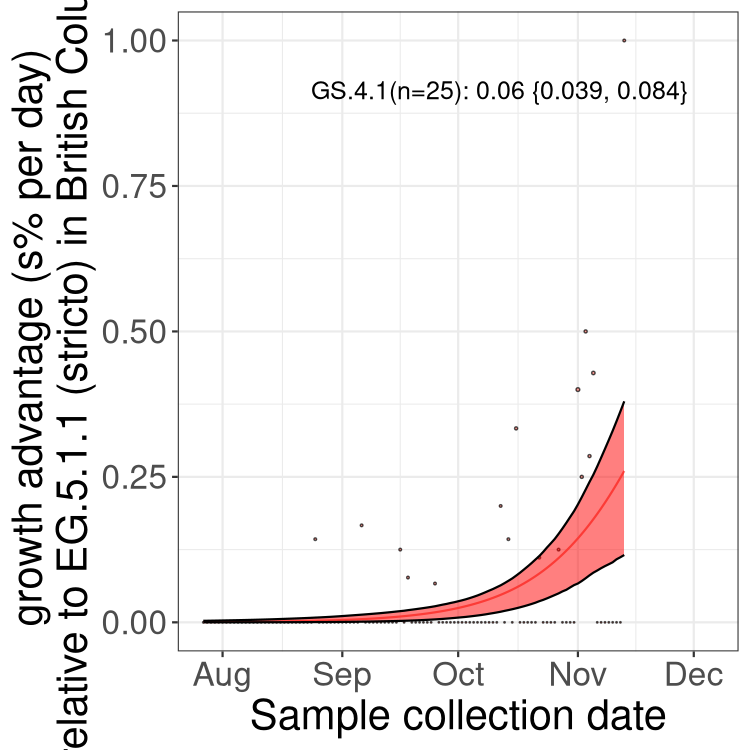 growth advantage (s% per day)
relative to EG.5.1.1 (stricto) in British Colu
1.00
0.75
0.50
0.25
0.00
GS.4.1(n=25): 0.06 {0.039, 0.084}
Aug Sep Oct Nov Dec
Sample collection date